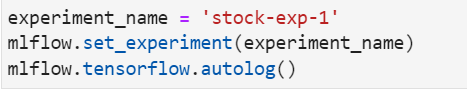 experiment_name = 'stock-exp-1'
mlflow.set_experiment(experiment_name)
mlflow.tensorflow.autolog()